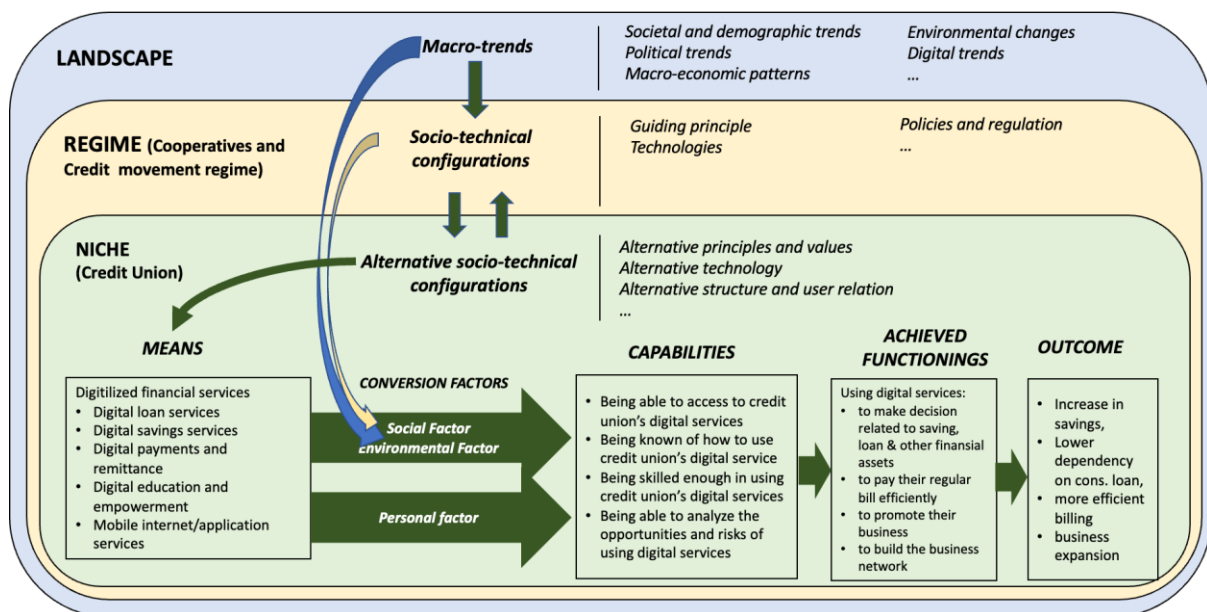 LANDSCAPE
Macro-trends
Societal and demographic trends
Political trends
Macro-economic patterns
Environmental changes
Digital trends
...
REGIME (Cooperatives and
Credit movement regime)
Socio-technical
configurations
Guiding principle
Technologies
Policies and regulation
...
NICHE
(Credit Union)
Alternative socio-technical
configurations
Alternative principles and values
Alternative technology
Alternative structure and user relation
...
MEANS
Digitilized financial services
• Digital loan services
• Digital savings services
• Digital payments and
remittance
• Digital education and
empowerment
• Mobile internet/application
services
CONVERSION FACTORS
Social Factor
Environmental Factor
Personal factor
CAPABILITIES
• Being able to access to credit
union's digital services
• Being known of how to use
credit union's digital service
• Being skilled enough in using
credit union's digital services
• Being able to analyze the
opportunities and risks of
using digital services
ACHIEVED
FUNCTIONINGS
Using digital services:
• to make decision
related to saving,
loan & other finansial
assets
• to pay their regular
bill efficiently
• to promote their
business
• to build the business
network
OUTCOME
• Increase in
savings,
• Lower
dependency
on cons. loan,
• more efficient
billing
• business
expansion